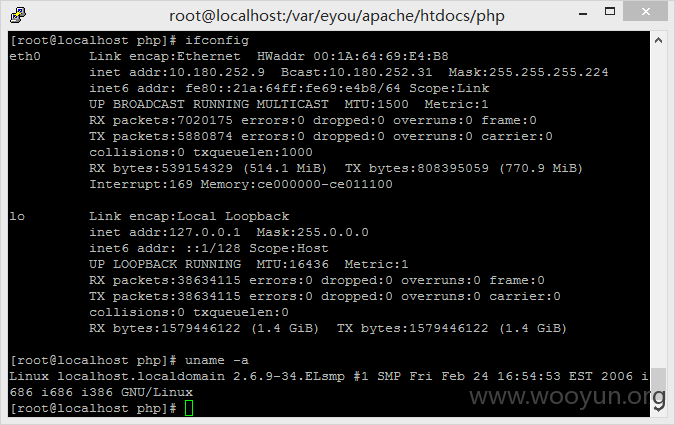 root@localhost:/var/eyou/apache/htdocs/php
[root@localhost php]# ifconfig
eth0      Link encap:Ethernet  HWaddr 00:1A:64:69:E4:B8
          inet addr:10.180.252.9  Bcast:10.180.252.31  Mask:255.255.255.224
          inet6 addr: fe80::21a:64ff:fe69:e4b8/64 Scope:Link
          UP BROADCAST RUNNING MULTICAST  MTU:1500  Metric:1
          RX packets:7020175 errors:0 dropped:0 overruns:0 frame:0
          TX packets:5880874 errors:0 dropped:0 overruns:0 carrier:0
          collisions:0 txqueuelen:1000
          RX bytes:539154329 (514.1 MiB)  TX bytes:808395059 (770.9 MiB)
          Interrupt:169 Memory:ce000000-ce011100
lo        Link encap:Local Loopback
          inet addr:127.0.0.1  Mask:255.0.0.0
          inet6 addr: ::1/128 Scope:Host
          UP LOOPBACK RUNNING  MTU:16436  Metric:1
          RX packets:38634115 errors:0 dropped:0 overruns:0 frame:0
          TX packets:38634115 errors:0 dropped:0 overruns:0 carrier:0
          collisions:0 txqueuelen:0
          RX bytes:1579446122 (1.4 GiB)  TX bytes:1579446122 (1.4 GiB)
[root@localhost php]# uname -a
Linux localhost.localdomain 2.6.9-34.ELsmp #1 SMP Fri Feb 24 16:54:53 EST 2006 i
686 i686 i386 GNU/Linux
[root@localhost php]#
www.wooyun.org